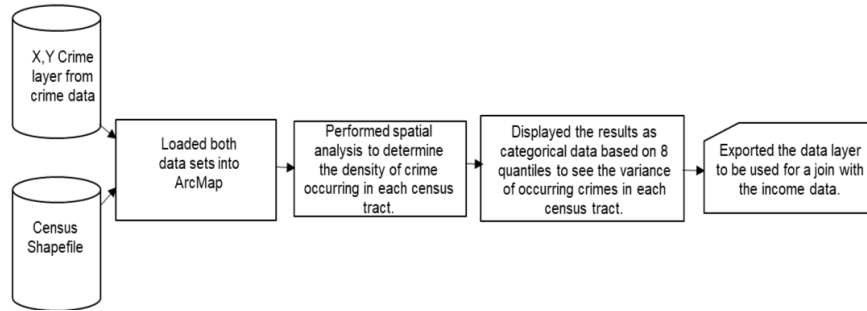 X,Y Crime
layer from
crime data
Census
Shapefile
Loaded both
data sets into
ArcMap
Performed spatial
analysis to determine
the density of crime
occurring in each census
tract.
Displayed the results as
categorical data based on 8
quantiles to see the variance
of occurring crimes in each
census tract.
Exported the data layer
to be used for a join with
the income data.